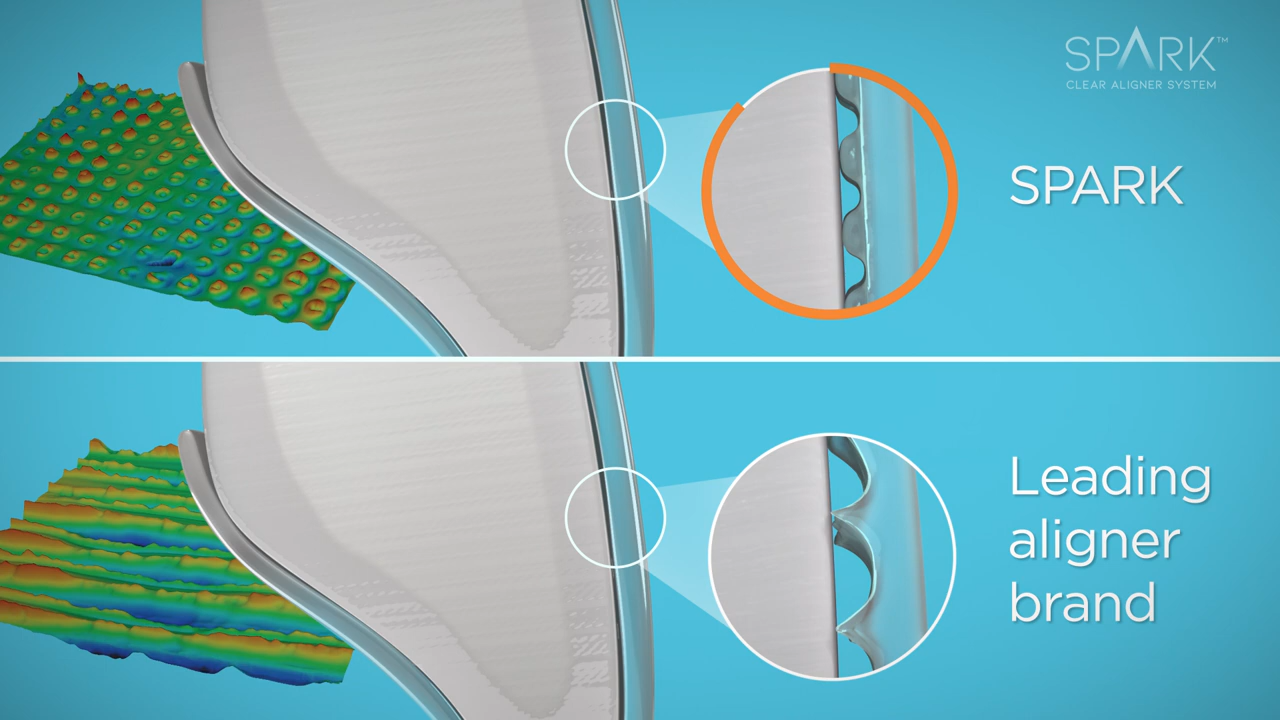 SPARK™
CLEAR ALIGNER SYSTEM
SPARK
Leading
aligner
brand